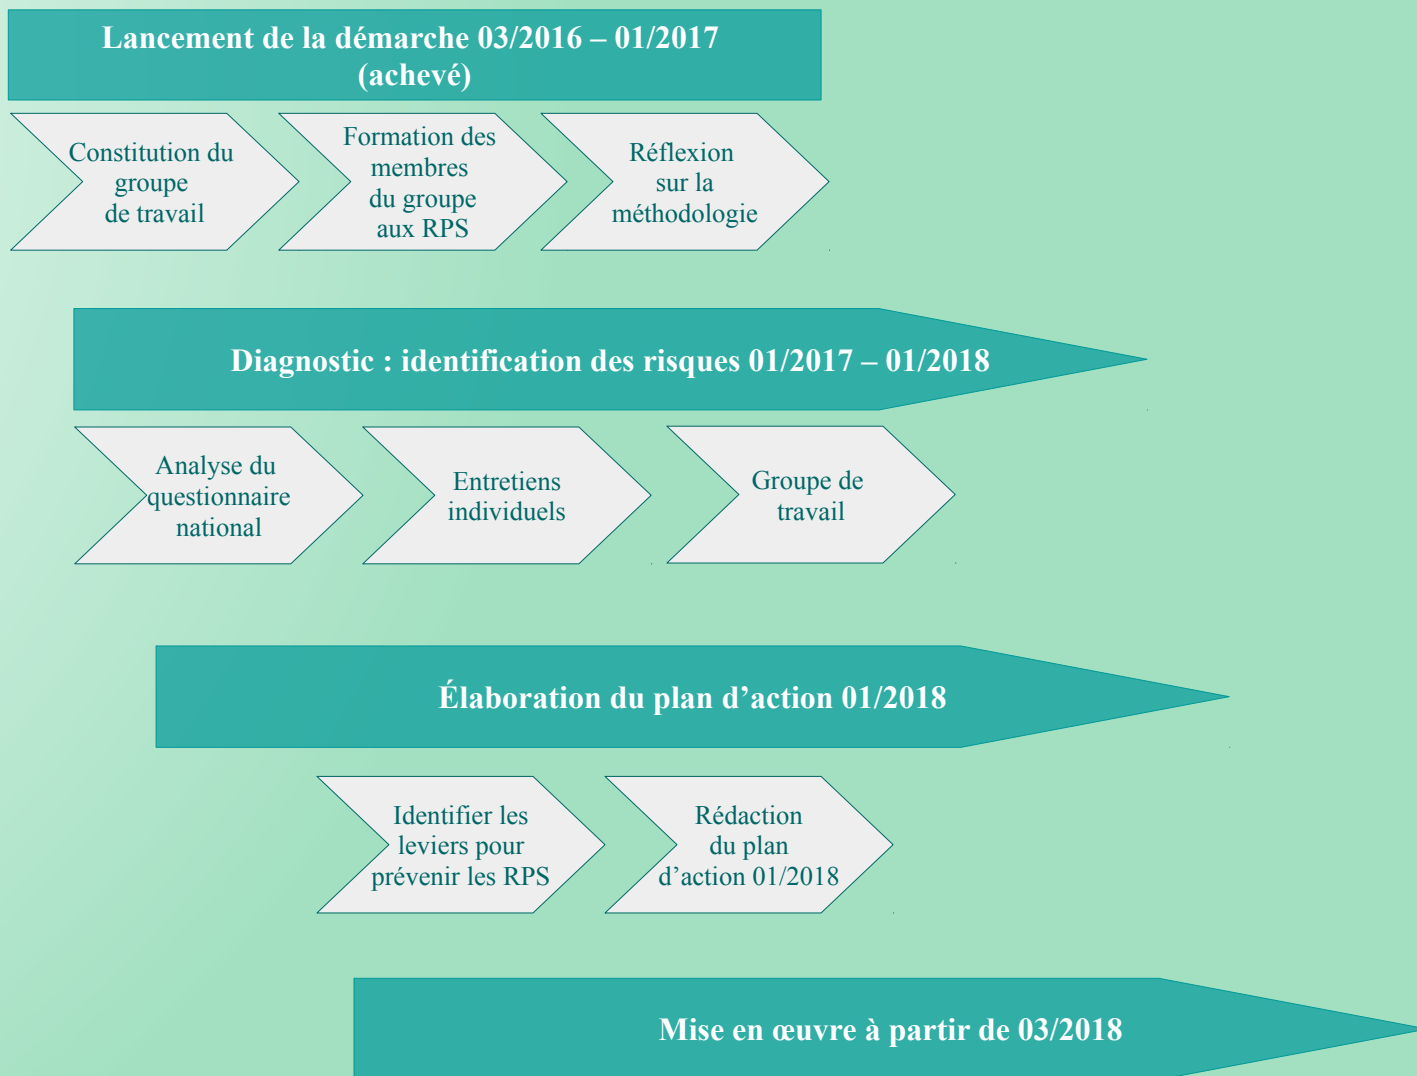 Lancement de la démarche 03/2016 – 01/2017
(achevé)
Constitution du
groupe
de travail
Formation des
membres
du groupe
aux RPS
Réflexion
sur la
méthodologie
Diagnostic : identification des risques 01/2017 – 01/2018
Analyse du
questionnaire
national
Entretiens
individuels
Groupe de
travail
Élaboration du plan d’action 01/2018
Identifier les
leviers pour
prévenir les RPS
Rédaction
du plan
d’action 01/2018
Mise en œuvre à partir de 03/2018